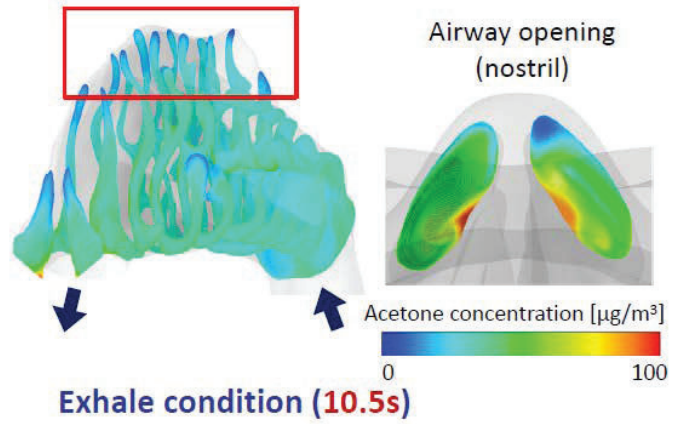 Airway opening
(nostril)
Acetone concentration [µg/m³]
0 100
Exhale condition (10.5s)